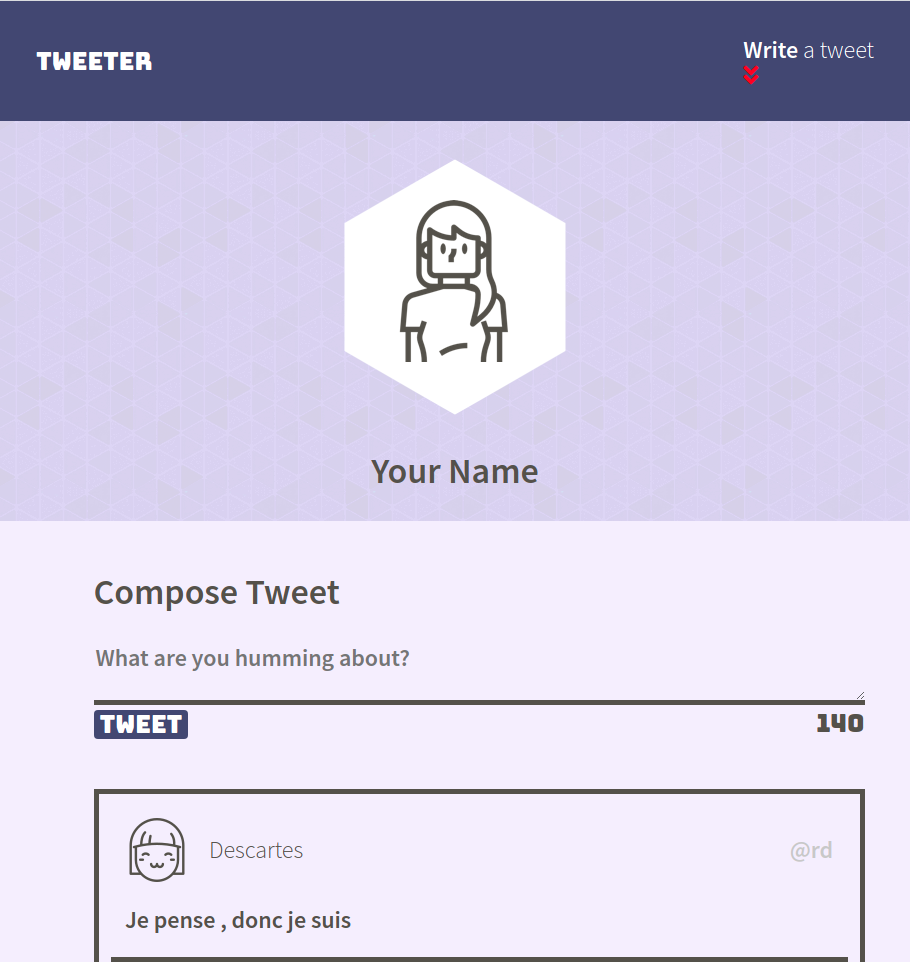 TWEETER
Write a tweet
Your Name
Compose Tweet
What are you humming about?
TWEET
140
Descartes
@rd
Je pense , donc je suis